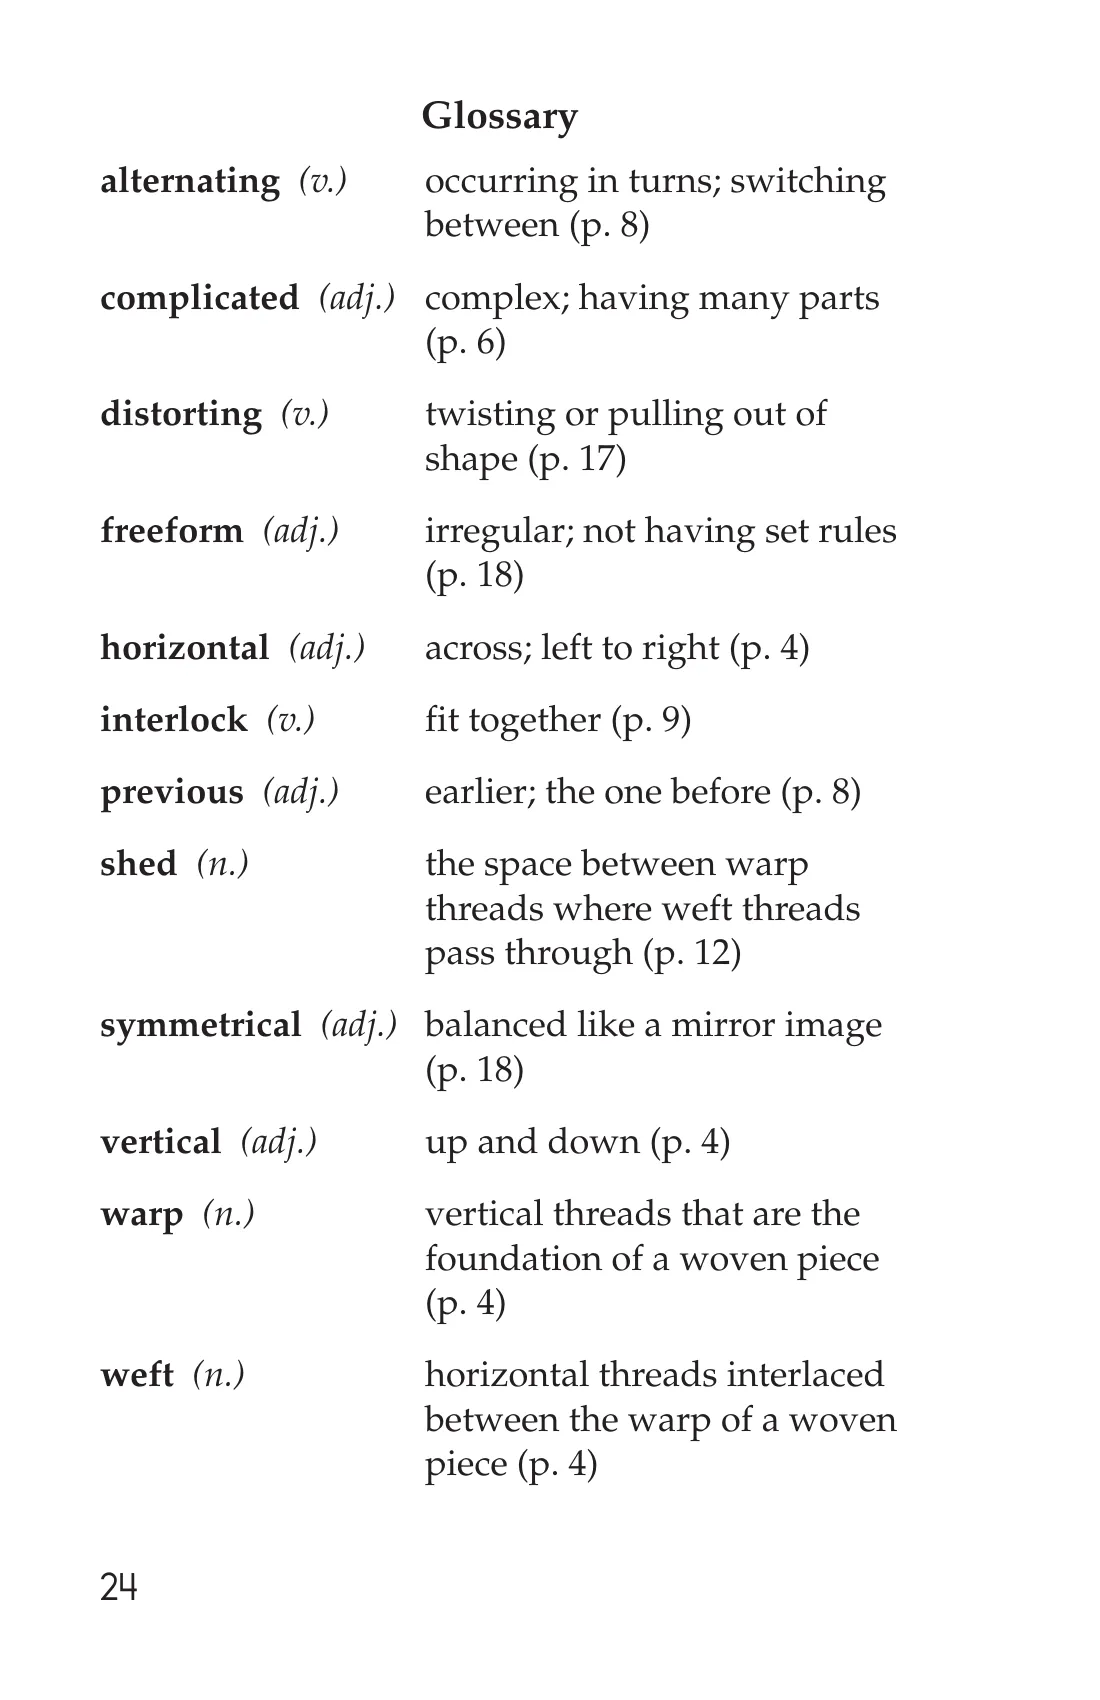 Glossary
alternating (v.) occurring in turns; switching
between (p. 8)
complicated (adj.) complex; having many parts
(p. 6)
distorting (v.) twisting or pulling out of
shape (p. 17)
freeform (adj.) irregular; not having set rules
(p. 18)
horizontal (adj.) across; left to right (p. 4)
interlock (v.) fit together (p. 9)
previous (adj.) earlier; the one before (p. 8)
shed (n.) the space between warp
threads where weft threads
pass through (p. 12)
symmetrical (adj.) balanced like a mirror image
(p. 18)
vertical (adj.) up and down (p. 4)
warp (n.) vertical threads that are the
foundation of a woven piece
(p. 4)
weft (n.) horizontal threads interlaced
between the warp of a woven
piece (p. 4)
24